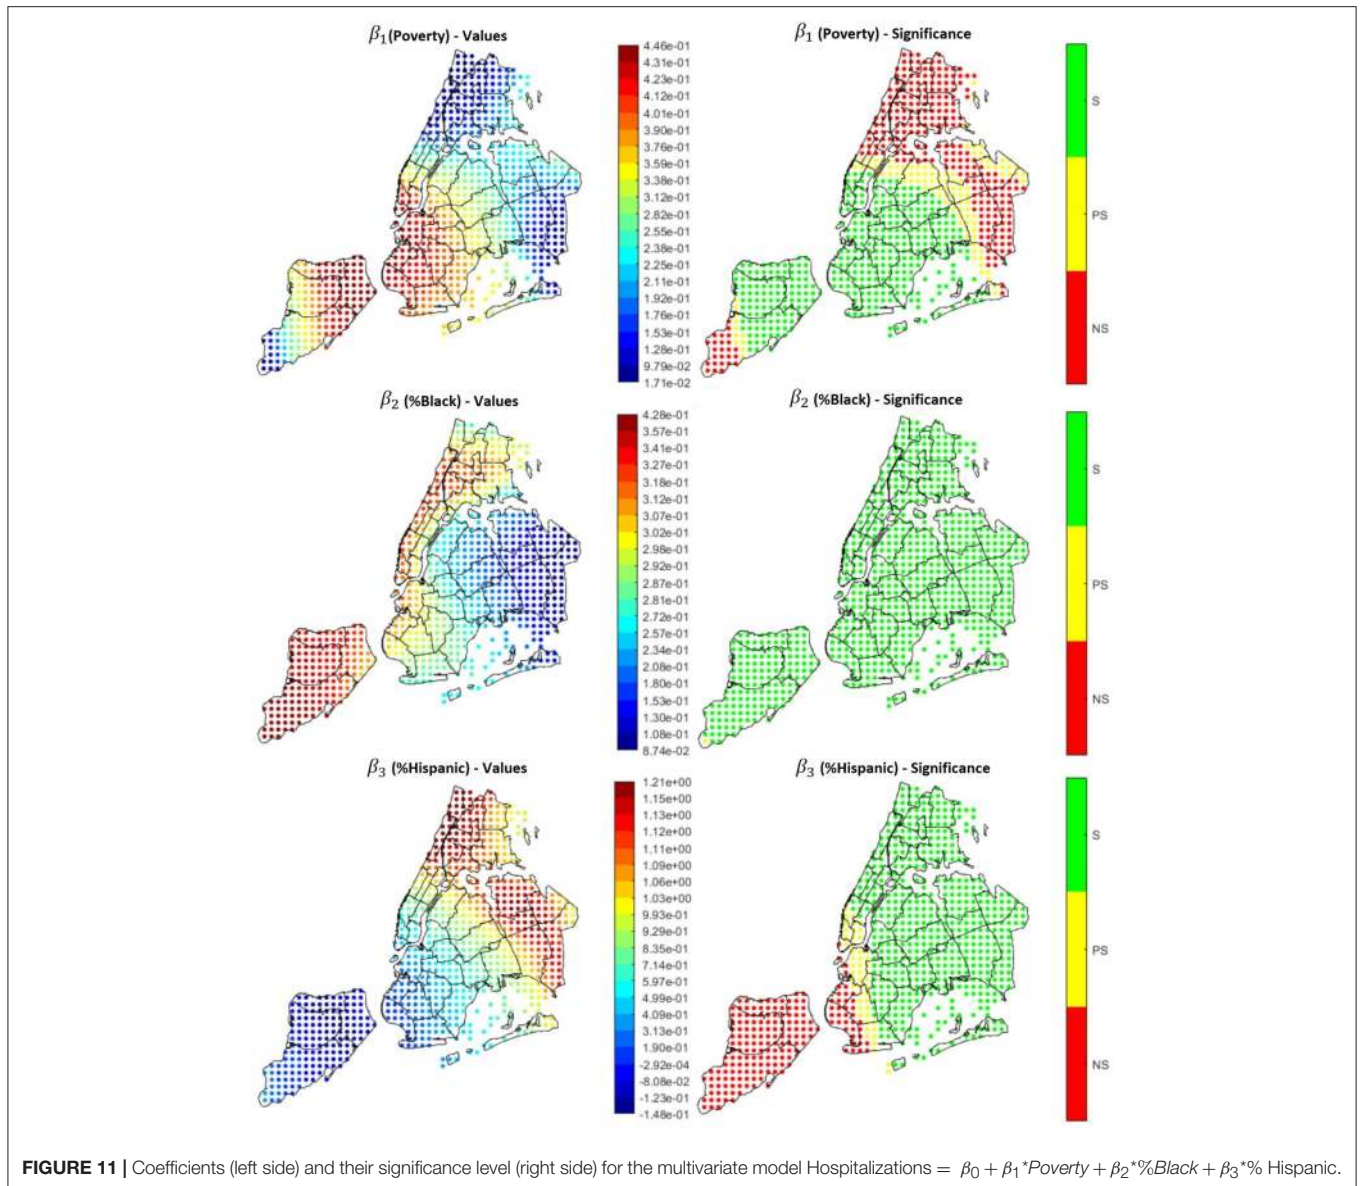 β1(Poverty) - Values
4.46e-01
4.31e-01
4.23e-01
4.12e-01
4.01e-01
3.90e-01
3.76e-01
3.59e-01
3.38e-01
3.12e-01
2.82e-01
2.55e-01
2.38e-01
2.25e-01
2.11e-01
1.92e-01
1.76e-01
1.53e-01
1.28e-01
9.79e-02
1.71e-02
β1 (Poverty) - Significance
S
PS
NS
β2 (%Black) - Values
4.28e-01
3.57e-01
3.41e-01
3.27e-01
3.18e-01
3.12e-01
3.07e-01
3.02e-01
2.98e-01
2.92e-01
2.87e-01
2.81e-01
2.72e-01
2.57e-01
2.34e-01
2.08e-01
1.80e-01
1.53e-01
1.30e-01
1.08e-01
8.74e-02
β2 (%Black) - Significance
S
PS
NS
β3 (%Hispanic) - Values
1.21e+00
1.15e+00
1.13e+00
1.12e+00
1.11e+00
1.09e+00
1.06e+00
1.03e+00
9.93e-01
9.29e-01
8.35e-01
7.14e-01
5.97e-01
4.99e-01
4.09e-01
3.13e-01
1.90e-01
-2.92e-04
-8.08e-02
-1.23e-01
-1.48e-01
β3 (%Hispanic) - Significance
S
PS
NS
FIGURE 11 | Coefficients (left side) and their significance level (right side) for the multivariate model Hospitalizations = β0 + β1*Poverty + β2*%Black + β3*% Hispanic.